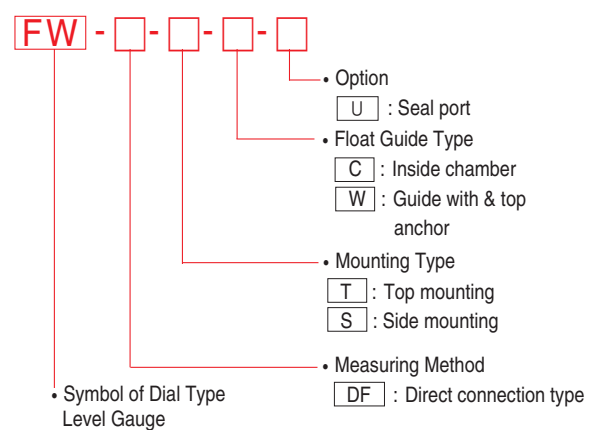 FW - □ - □ - □ - □
• Option
U : Seal port
• Float Guide Type
C : Inside chamber
W : Guide with & top
anchor
• Mounting Type
T : Top mounting
S : Side mounting
• Measuring Method
DF : Direct connection type
• Symbol of Dial Type
Level Gauge